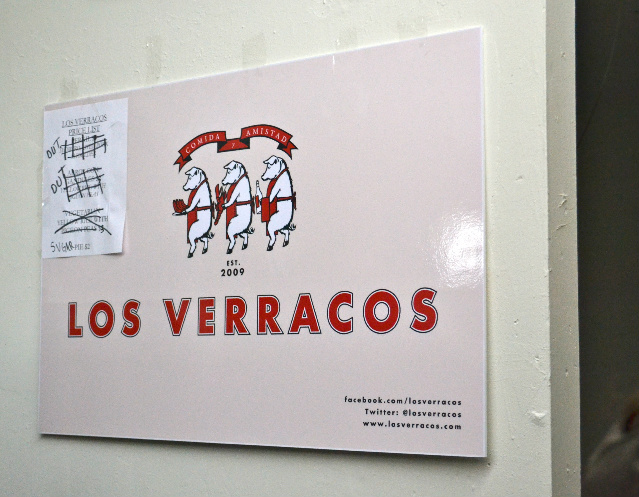 LOS VERRACOS
PRICE LIST
OUT
OUT
COMIDA Y AMISTAD
EST.
2009
LOS VERRACOS
facebook.com/losverracos
Twitter: @losverracos
www.losverracos.com